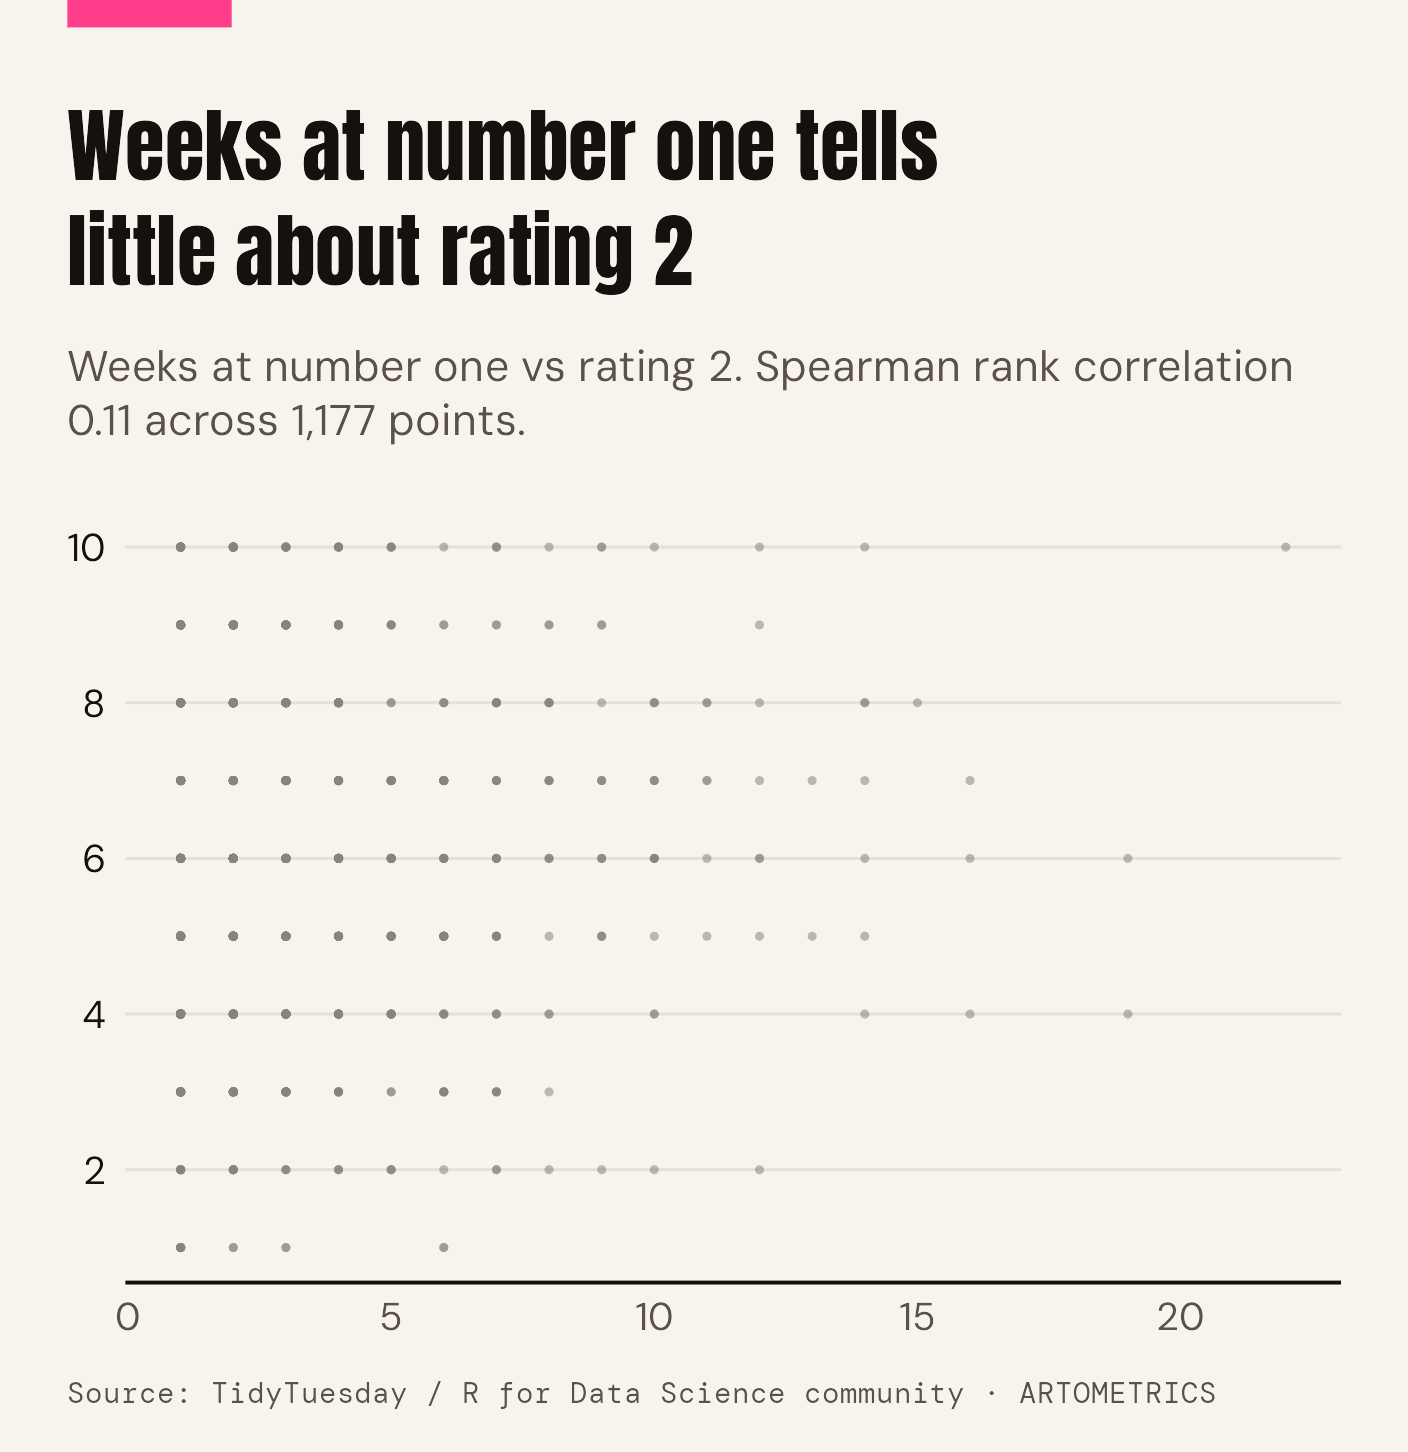 Weeks at number one tells
little about rating 2
Weeks at number one vs rating 2. Spearman rank correlation
0.11 across 1,177 points.
10
8
6
4
2
0 5 10 15 20
Source: TidyTuesday / R for Data Science community · ARTOMETRICS